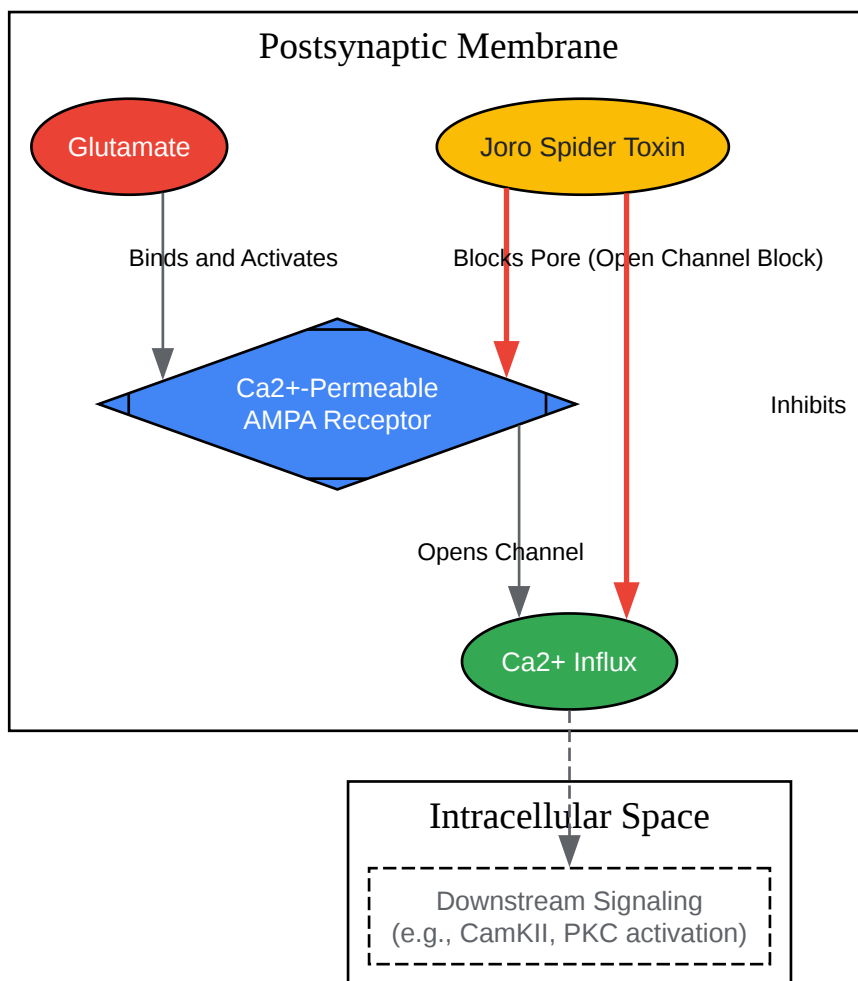 Postsynaptic Membrane
Glutamate
Joro Spider Toxin
Binds and Activates
Blocks Pore (Open Channel Block)
Ca2+-Permeable
AMPA Receptor
Inhibits
Opens Channel
Ca2+ Influx
Intracellular Space
Downstream Signaling
(e.g., CamKII, PKC activation)